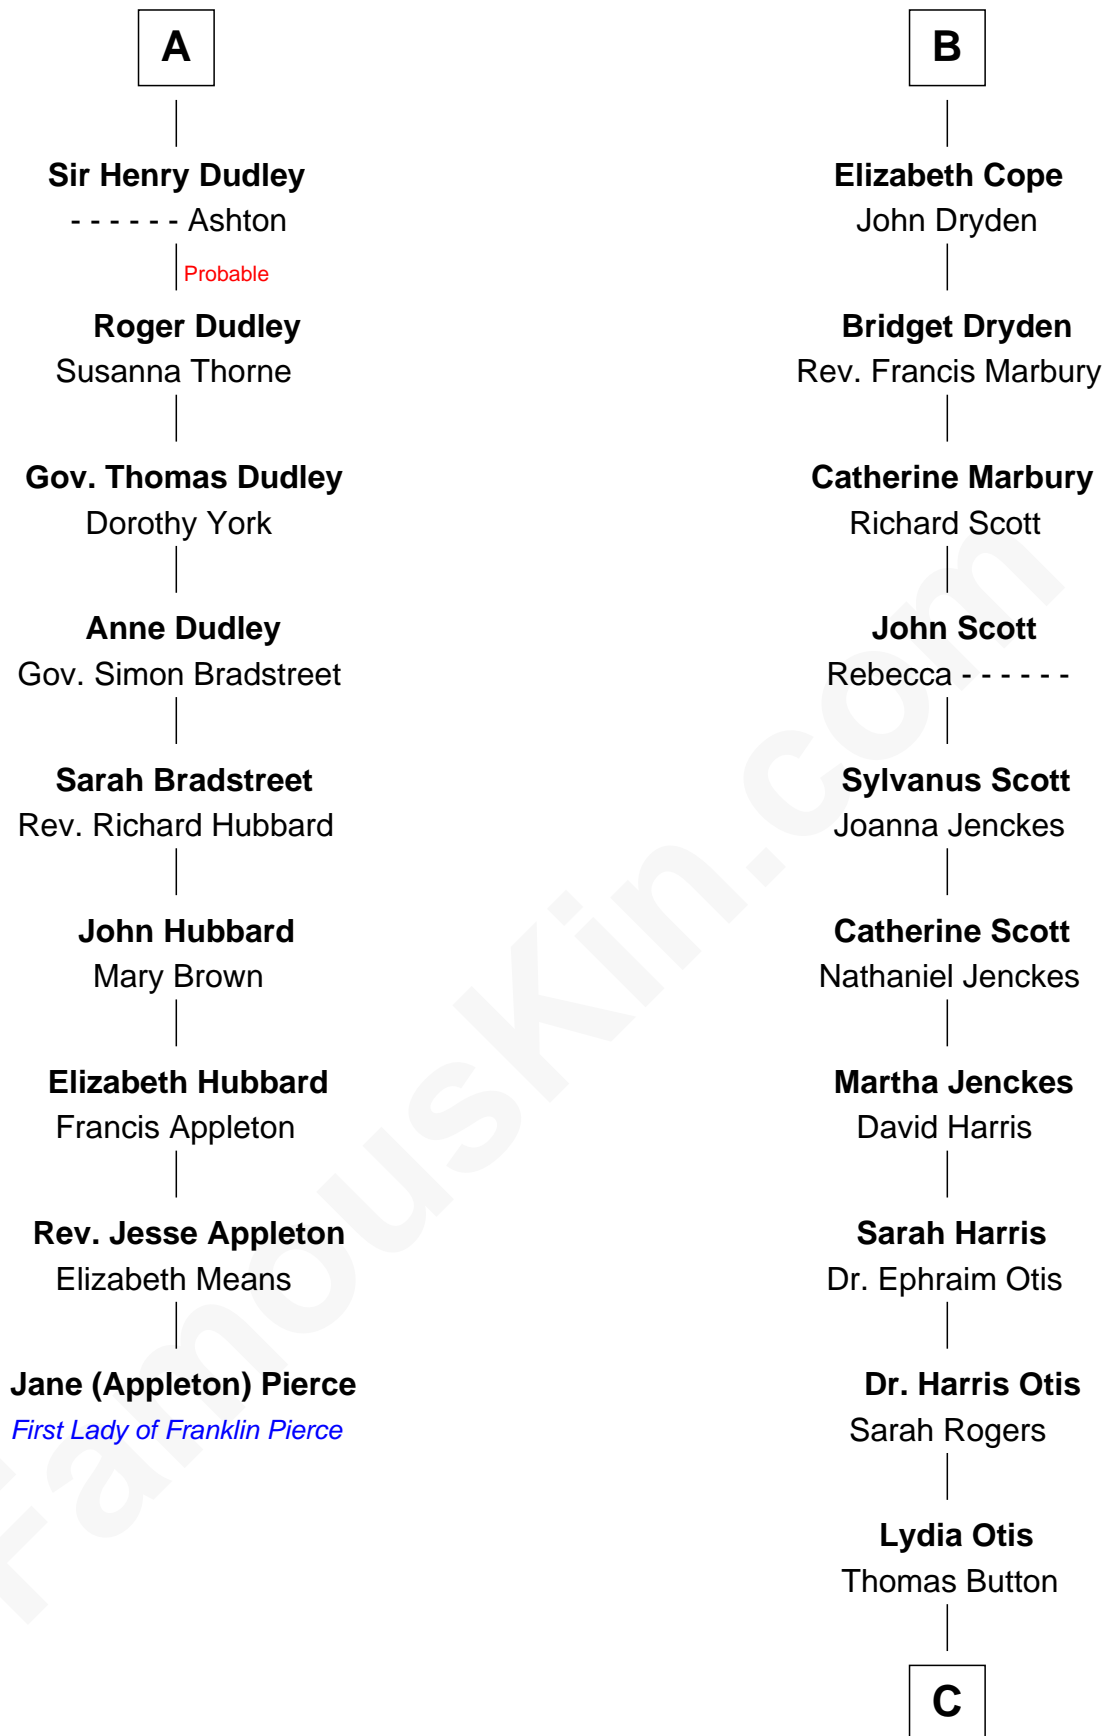 A
Sir Henry Dudley
- - - - - - Ashton
Probable
Roger Dudley
Susanna Thorne
Gov. Thomas Dudley
Dorothy York
Anne Dudley
Gov. Simon Bradstreet
Sarah Bradstreet
Rev. Richard Hubbard
John Hubbard
Mary Brown
Elizabeth Hubbard
Francis Appleton
Rev. Jesse Appleton
Elizabeth Means
Jane (Appleton) Pierce
First Lady of Franklin Pierce
B
Elizabeth Cope
John Dryden
Bridget Dryden
Rev. Francis Marbury
Catherine Marbury
Richard Scott
John Scott
Rebecca - - - - - -
Sylvanus Scott
Joanna Jenckes
Catherine Scott
Nathaniel Jenckes
Martha Jenckes
David Harris
Sarah Harris
Dr. Ephraim Otis
Dr. Harris Otis
Sarah Rogers
Lydia Otis
Thomas Button
C
FamousKin.com